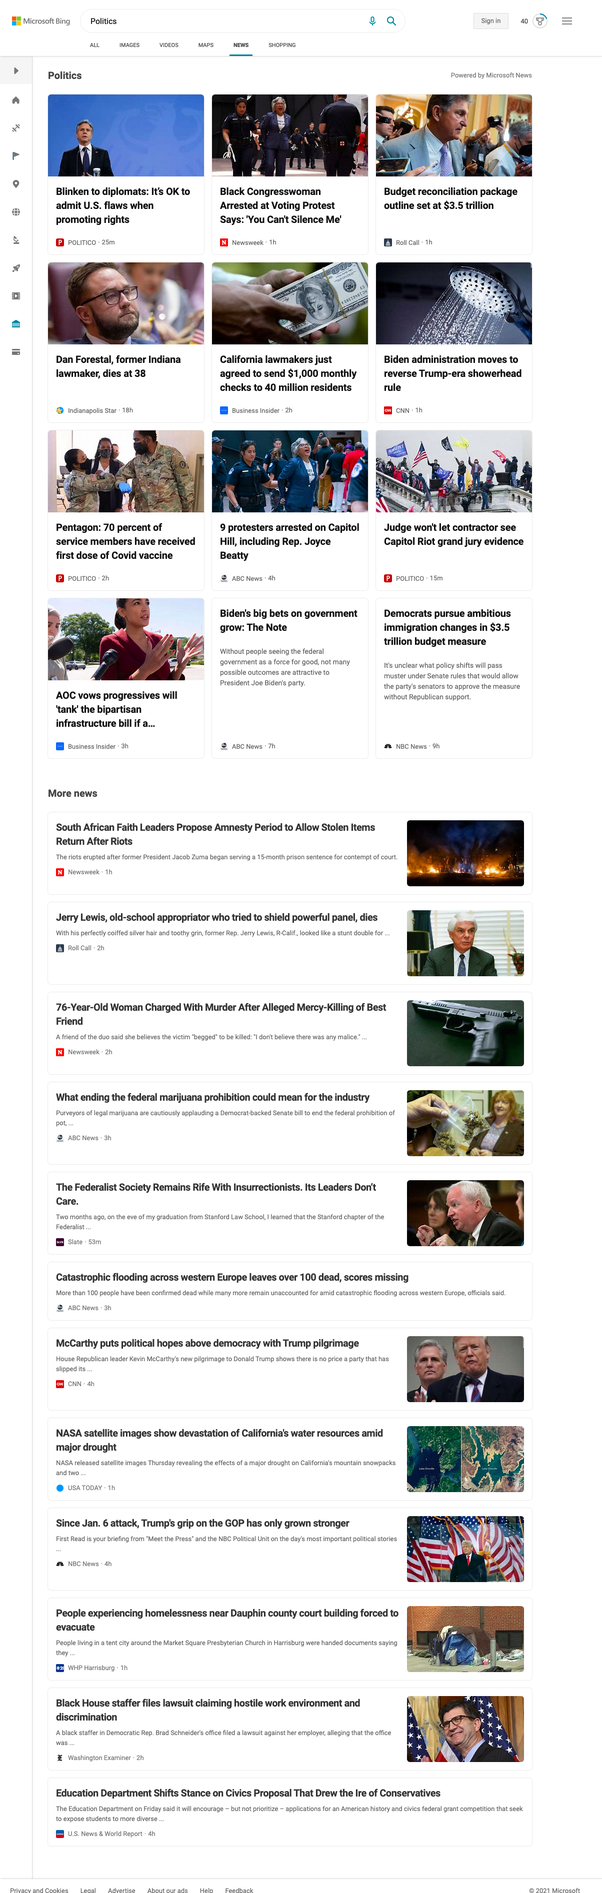 Microsoft Bing
Politics
Sign in
40
ALL IMAGES VIDEOS MAPS NEWS SHOPPING
Politics
Powered by Microsoft News
Blinken to diplomats: It's OK to
admit U.S. flaws when
promoting rights
POLITICO · 25m
Black Congresswoman
Arrested at Voting Protest
Says: 'You Can't Silence Me'
Newsweek · 1h
Budget reconciliation package
outline set at $3.5 trillion
Roll Call · 1h
Dan Forestal, former Indiana
lawmaker, dies at 38
Indianapolis Star · 18h
California lawmakers just
agreed to send $1,000 monthly
checks to 40 million residents
Business Insider · 2h
Biden administration moves to
reverse Trump-era showerhead
rule
CNN · 1h
Pentagon: 70 percent of
service members have received
first dose of Covid vaccine
POLITICO · 2h
9 protesters arrested on Capitol
Hill, including Rep. Joyce
Beatty
ABC News · 4h
Judge won't let contractor see
Capitol Riot grand jury evidence
POLITICO · 15m
AOC vows progressives will
'tank' the bipartisan
infrastructure bill if a...
Business Insider · 3h
Biden's big bets on government
grow: The Note
Without people seeing the federal
government as a force for good, not many
possible outcomes are attractive to
President Joe Biden's party.
ABC News · 7h
Democrats pursue ambitious
immigration changes in $3.5
trillion budget measure
It's unclear what policy shifts will pass
muster under Senate rules that would allow
the party's senators to approve the measure
without Republican support.
NBC News · 9h
More news
South African Faith Leaders Propose Amnesty Period to Allow Stolen Items
Return After Riots
The riots erupted after former President Jacob Zuma began serving a 15-month prison sentence for contempt of court.
Newsweek · 1h
Jerry Lewis, old-school appropriator who tried to shield powerful panel, dies
With his perfectly coiffed silver hair and toothy grin, former Rep. Jerry Lewis, R-Calif., looked like a stunt double for ...
Roll Call · 2h
76-Year-Old Woman Charged With Murder After Alleged Mercy-Killing of Best
Friend
A friend of the duo said she believes the victim "begged" to be killed: "I don't believe there was any malice." ...
Newsweek · 2h
What ending the federal marijuana prohibition could mean for the industry
Purveyors of legal marijuana are cautiously applauding a Democrat-backed Senate bill to end the federal prohibition of
pot, ...
ABC News · 3h
The Federalist Society Remains Rife With Insurrectionists. Its Leaders Don't
Care.
Two months ago, on the eve of my graduation from Stanford Law School, I learned that the Stanford chapter of the
Federalist ...
Slate · 53m
Catastrophic flooding across western Europe leaves over 100 dead, scores missing
More than 100 people have been confirmed dead while many more remain unaccounted for amid catastrophic flooding across western Europe, officials said.
ABC News · 3h
McCarthy puts political hopes above democracy with Trump pilgrimage
House Republican leader Kevin McCarthy's new pilgrimage to Donald Trump shows there is no price a party that has
slipped its ...
CNN · 4h
NASA satellite images show devastation of California's water resources amid
major drought
NASA released satellite images Thursday revealing the effects of a major drought on California's mountain snowpacks
and two ...
USA TODAY · 1h
Since Jan. 6 attack, Trump's grip on the GOP has only grown stronger
First Read is your briefing from "Meet the Press" and the NBC Political Unit on the day's most important political stories
...
NBC News · 4h
People experiencing homelessness near Dauphin county court building forced to
evacuate
People living in a tent city around the Market Square Presbyterian Church in Harrisburg were handed documents saying
they ...
WHP Harrisburg · 1h
Black House staffer files lawsuit claiming hostile work environment and
discrimination
A black staffer in Democratic Rep. Brad Schneider's office filed a lawsuit against her employer, alleging that the office
was ...
Washington Examiner · 2h
Education Department Shifts Stance on Civics Proposal That Drew the Ire of Conservatives
The Education Department on Friday said it will encourage – but not prioritize – applications for an American history and civics federal grant competition that seek
to expose students to more diverse ...
U.S. News & World Report · 4h
Privacy and Cookies Legal Advertise About our ads Help Feedback © 2021 Microsoft